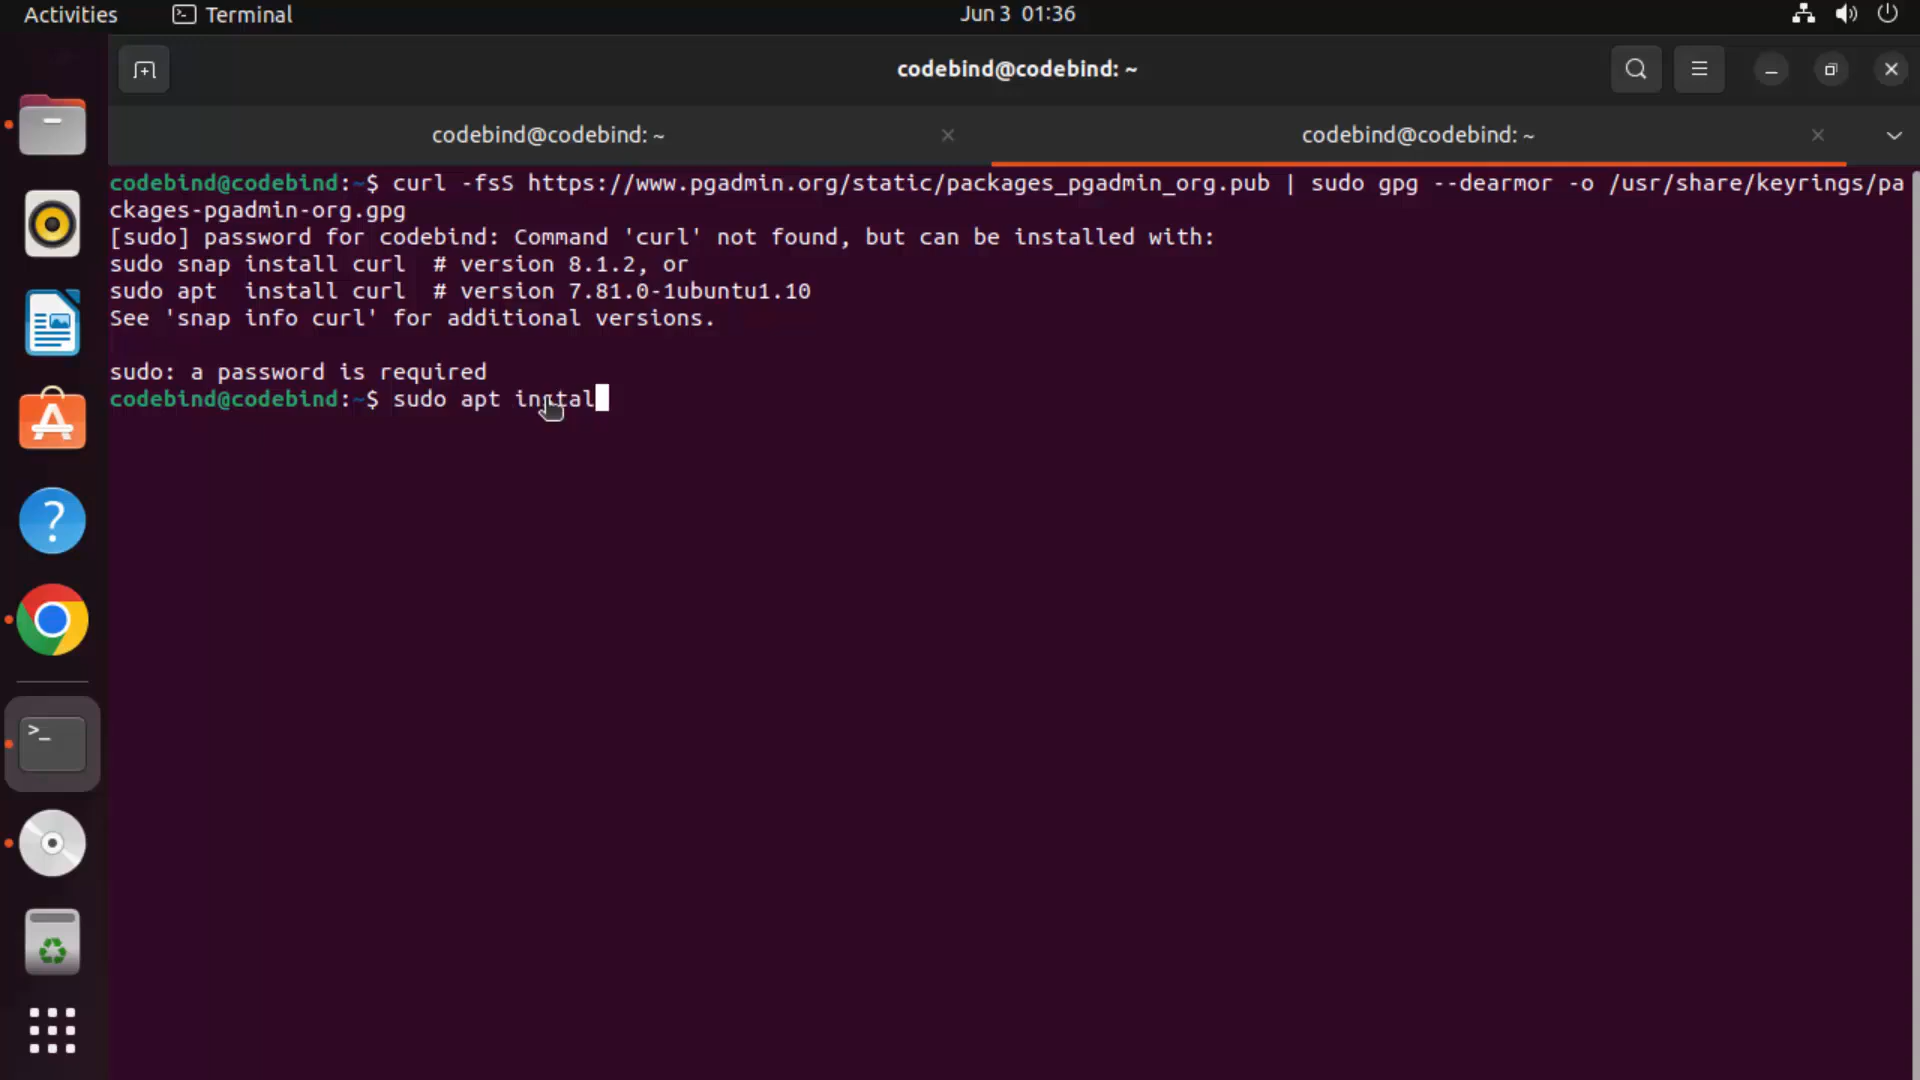 Activities Terminal Jun 3 01:36
codebind@codebind: ~
codebind@codebind: ~ codebind@codebind: ~
codebind@codebind:~$ curl -fsS https://www.pgadmin.org/static/packages_pgadmin_org.pub | sudo gpg --dearmor -o /usr/share/keyrings/pa
ckages-pgadmin-org.gpg
[sudo] password for codebind: Command 'curl' not found, but can be installed with:
sudo snap install curl  # version 8.1.2, or
sudo apt  install curl  # version 7.81.0-1ubuntu1.10
See 'snap info curl' for additional versions.
sudo: a password is required
codebind@codebind:~$ sudo apt instal